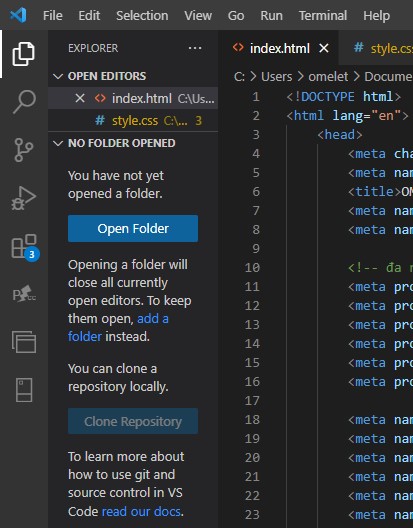 File Edit Selection View Go Run Terminal Help
EXPLORER ...
OPEN EDITORS
index.html C:\Us...
# style.css C:\... 3
NO FOLDER OPENED
You have not yet
opened a folder.
Open Folder
Opening a folder will
close all currently
open editors. To keep
them open, add a
folder instead.
You can clone a
repository locally.
Clone Repository
To learn more about
how to use git and
source control in VS
Code read our docs.
3
index.html
# style.cs
C: > Users > omelet > Docume
1 <!DOCTYPE html>
2 <html lang="en">
3 <head>
4 <meta cha
5 <meta nam
6 <title>OM
7 <meta nam
8 <meta nam
9
10 <!-- đa n
11 <meta pro
12 <meta pro
13 <meta pro
14 <meta pro
15 <meta pro
16 <meta pro
17
18 <meta nam
19 <meta nam
20 <meta nam
21 <meta nam
22 <meta nam
23 <meta nam